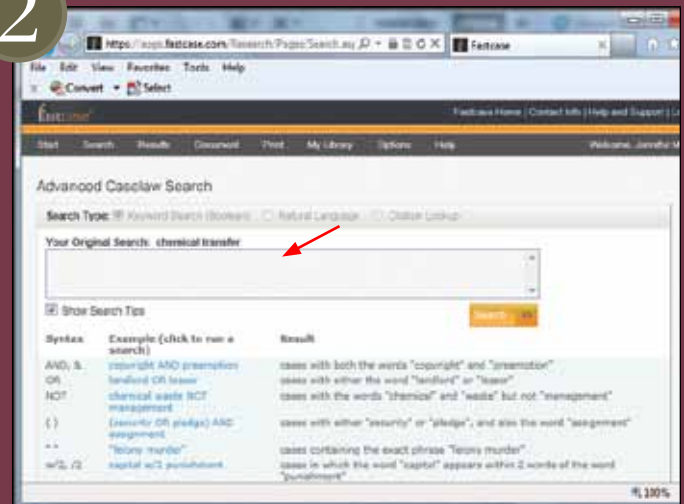 2
https://apps.fastcase.com/Research/Pages/Search.as
Fastcase
File Edit View Favorites Tools Help
x Convert Select
Fastcase
Fastcase Home | Contact Info | Help and Support |
Start Search Results Document Print My Library Options Help Welcome, Jennifer
Advanced Caselaw Search
Search Type: Keyword Search (Boolean) Natural Language Citation Lookup
Your Original Search: chemical transfer
Show Search Tips
Search
Syntax Example (click to run a search) Result
AND, & copyright AND preemption cases with both the words "copyright" and "preemption"
OR landlord OR leasor cases with either the word "landlord" or "leasor"
NOT chemical waste NOT management cases with the words "chemical" and "waste" but not "management"
( ) (security OR pledge) AND assignment cases with either "security" or "pledge", and also the word "assignment"
" " "felony murder" cases containing the exact phrase "felony murder"
w/2, /2 capital w/2 punishment cases in which the word "capital" appears within 2 words of the word "punishment"
100%